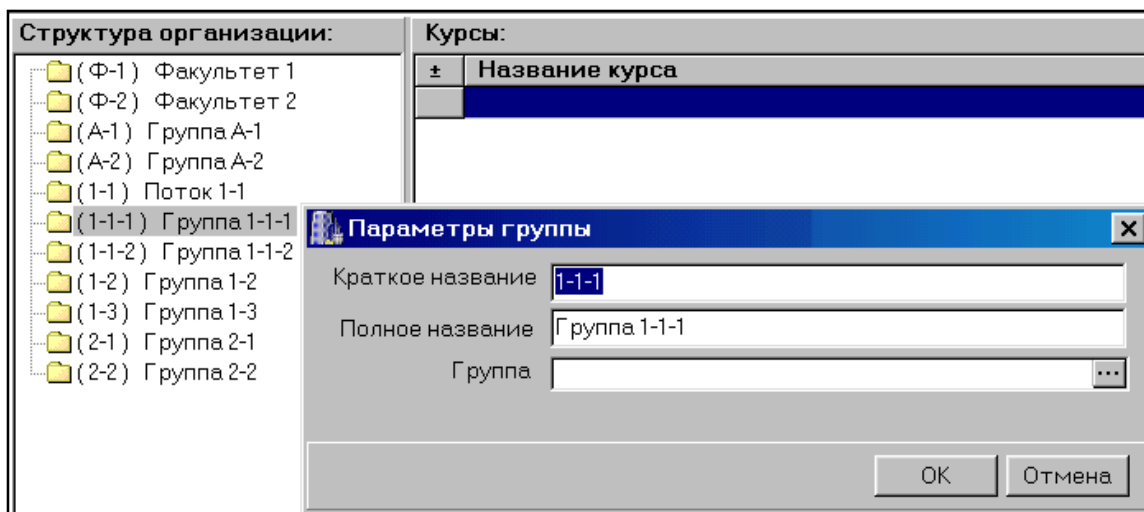 Структура организации:
(Ф-1) Факультет 1
(Ф-2) Факультет 2
(А-1) Группа А-1
(А-2) Группа А-2
(1-1) Поток 1-1
(1-1-1) Группа 1-1-1
(1-1-2) Группа 1-1-2
(1-2) Группа 1-2
(1-3) Группа 1-3
(2-1) Группа 2-1
(2-2) Группа 2-2
Курсы:
± Название курса
Параметры группы
Краткое название 1-1-1
Полное название Группа 1-1-1
Группа ...
ОК Отмена